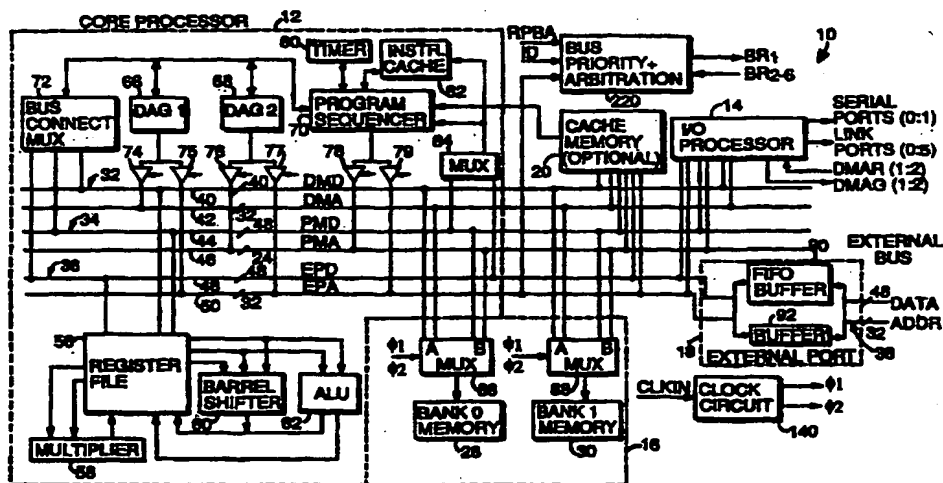 CORE PROCESSOR
12
10
72
BUS
CONNECT
MUX
66
DAG 1
68
DAG 2
TIMER
INSTR.
CACHE
62
70
PROGRAM
SEQUENCER
74
75
76
77
78
79
MUX
RPBA
ID
BUS
PRIORITY+
ARBITRATION
220
BR1
BR2-6
20
CACHE
MEMORY
(OPTIONAL)
14
I/O
PROCESSOR
SERIAL
PORTS (0:1)
LINK
PORTS (0:5)
DMAR (1:2)
DMAG (1:2)
32
40
40
DMD
42
32
DMA
34
44
48
PMD
46
24
PMA
36
48
EPD
50
32
EPA
EXTERNAL
BUS
90
FIFO
BUFFER
48
DATA
92
BUFFER
32
ADDR
18
38
EXTERNAL PORT
56
REGISTER
FILE
BARREL
SHIFTER
60
ALU
62
MULTIPLIER
58
ϕ1
ϕ2
A
B
MUX
86
BANK 0
MEMORY
28
ϕ1
ϕ2
A
B
MUX
88
BANK 1
MEMORY
30
16
CLKIN
CLOCK
CIRCUIT
140
ϕ1
ϕ2